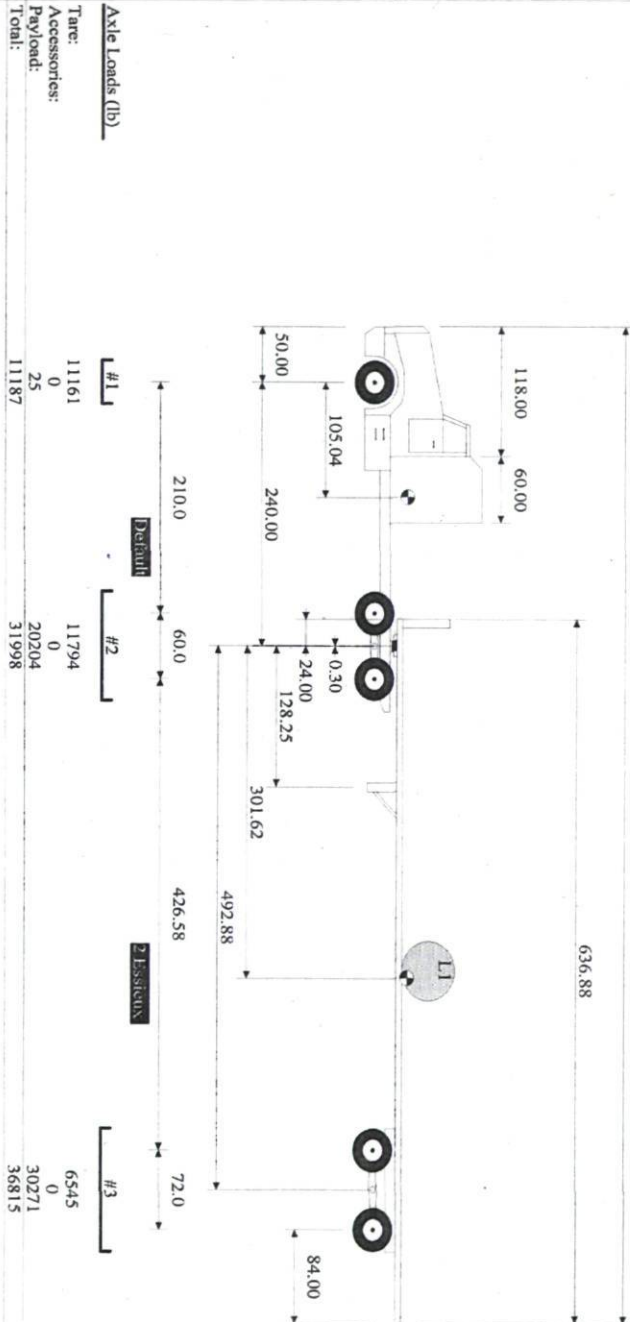 636.88
118.00
60.00
50.00
105.04
240.00
0.30
24.00
128.25
301.62
492.88
L1
84.00
210.0
60.0
426.58
72.0
Default
2 Essieux
Axle Loads (lb)
#1
#2
#3
Tare: 11161 11794 6545
Accessories: 0 0 0
Payload: 25 20204 30271
Total: 11187 31998 36815